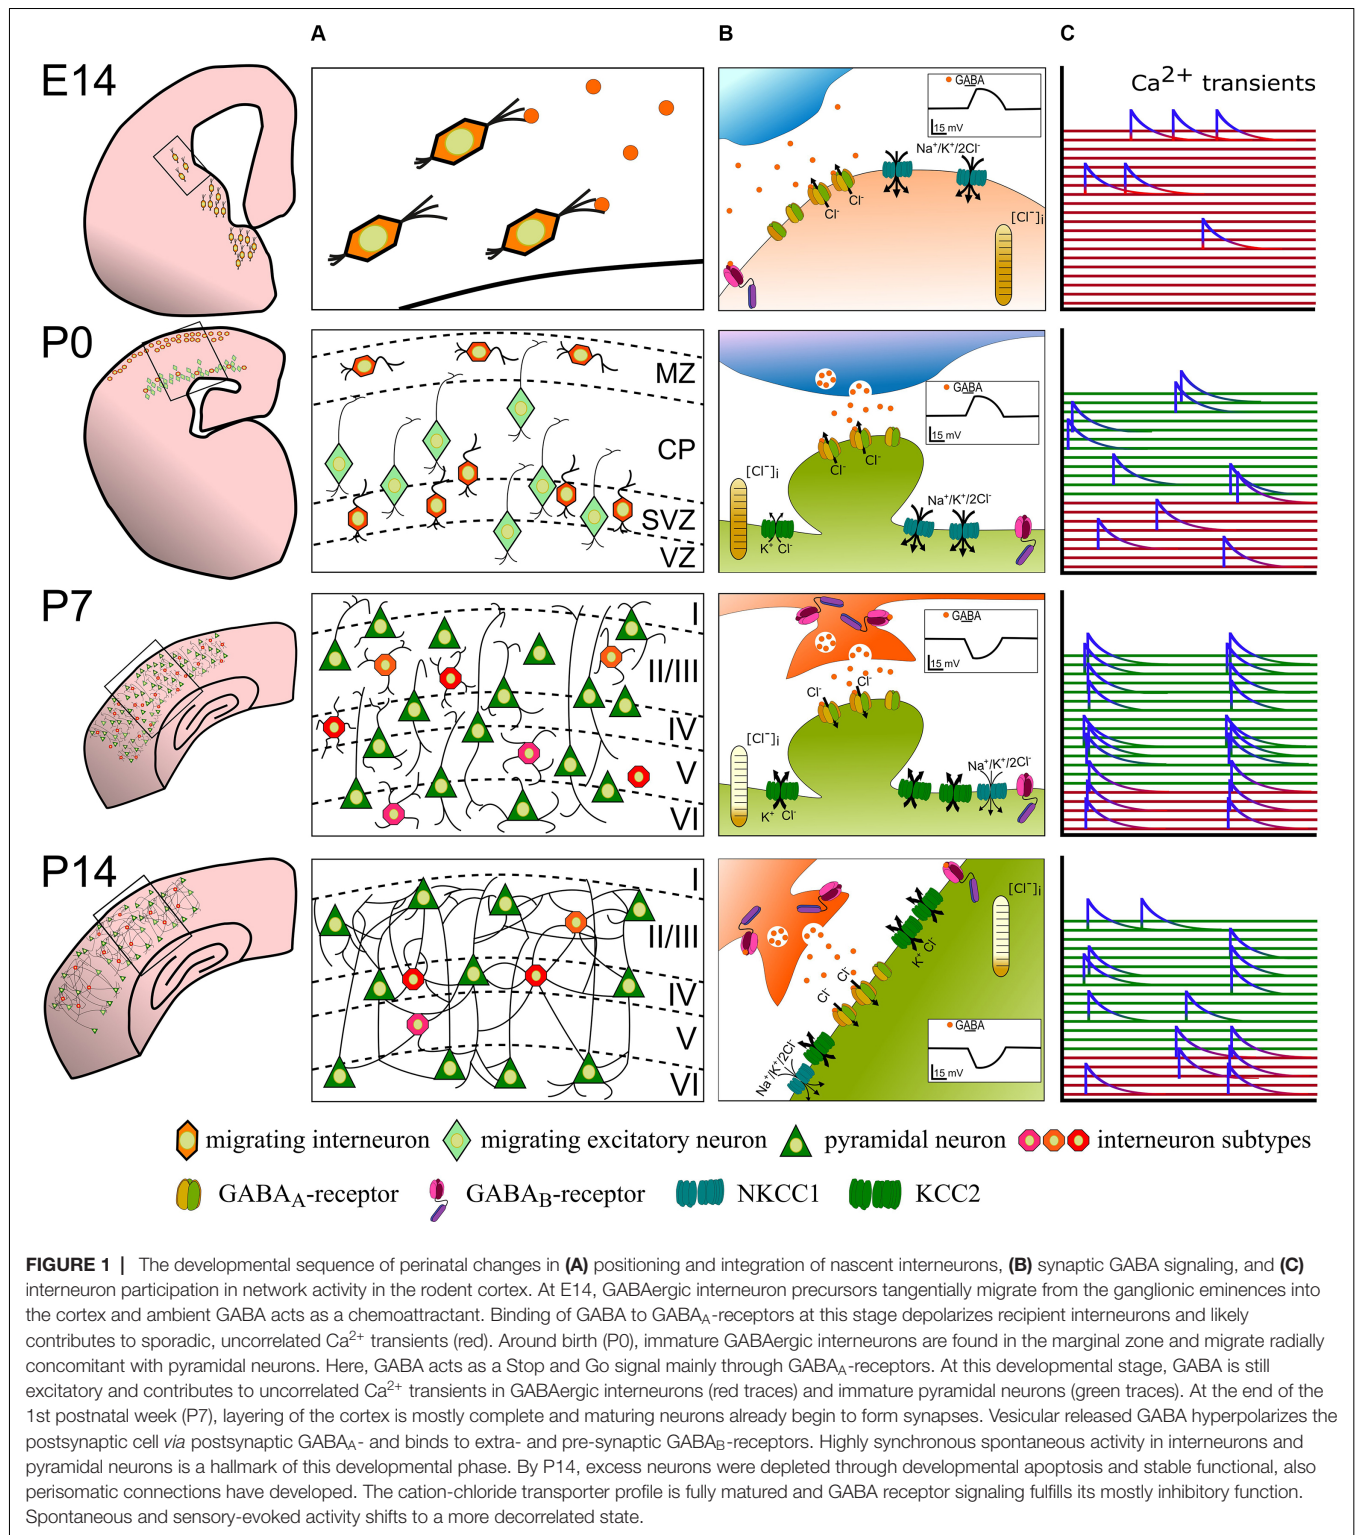 A B C
E14
GABA
15 mV
Na⁺/K⁺/2Cl⁻
Cl⁻
Cl⁻
[Cl⁻]i
Ca²⁺ transients
P0
MZ
CP
SVZ
VZ
GABA
15 mV
Cl⁻ Cl⁻
[Cl⁻]i
Na⁺/K⁺/2Cl⁻
K⁺ Cl⁻
P7
I
II/III
IV
V
VI
GABA
15 mV
Cl⁻
Cl⁻
[Cl⁻]i
Na⁺/K⁺/2Cl⁻
K⁺ Cl⁻
P14
I
II/III
IV
V
VI
[Cl⁻]i
K⁺ Cl⁻
Cl⁻
Cl⁻
GABA
15 mV
Na⁺/K⁺/2Cl⁻
migrating interneuron migrating excitatory neuron pyramidal neuron interneuron subtypes
GABA_A-receptor GABA_B-receptor NKCC1 KCC2
FIGURE 1 | The developmental sequence of perinatal changes in (A) positioning and integration of nascent interneurons, (B) synaptic GABA signaling, and (C)
interneuron participation in network activity in the rodent cortex. At E14, GABAergic interneuron precursors tangentially migrate from the ganglionic eminences into
the cortex and ambient GABA acts as a chemoattractant. Binding of GABA to GABA_A-receptors at this stage depolarizes recipient interneurons and likely
contributes to sporadic, uncorrelated Ca²⁺ transients (red). Around birth (P0), immature GABAergic interneurons are found in the marginal zone and migrate radially
concomitant with pyramidal neurons. Here, GABA acts as a Stop and Go signal mainly through GABA_A-receptors. At this developmental stage, GABA is still
excitatory and contributes to uncorrelated Ca²⁺ transients in GABAergic interneurons (red traces) and immature pyramidal neurons (green traces). At the end of the
1st postnatal week (P7), layering of the cortex is mostly complete and maturing neurons already begin to form synapses. Vesicular released GABA hyperpolarizes the
postsynaptic cell via postsynaptic GABA_A- and binds to extra- and pre-synaptic GABA_B-receptors. Highly synchronous spontaneous activity in interneurons and
pyramidal neurons is a hallmark of this developmental phase. By P14, excess neurons were depleted through developmental apoptosis and stable functional, also
perisomatic connections have developed. The cation-chloride transporter profile is fully matured and GABA receptor signaling fulfills its mostly inhibitory function.
Spontaneous and sensory-evoked activity shifts to a more decorrelated state.